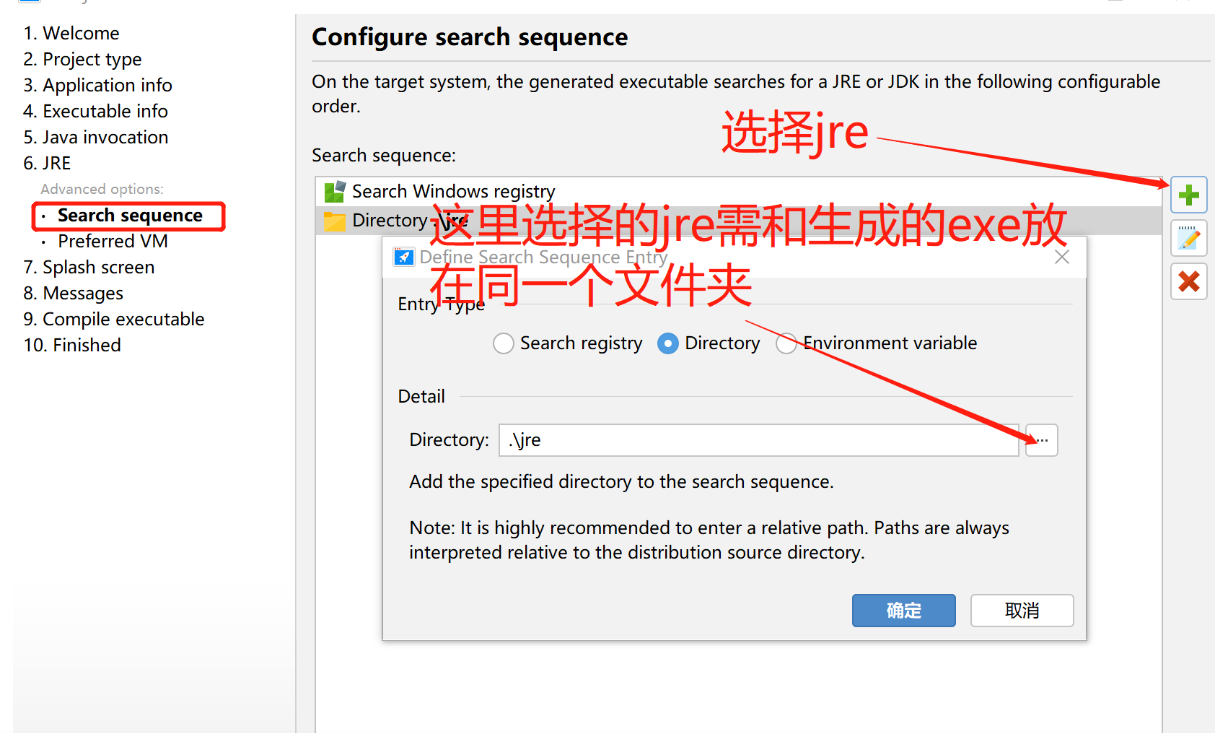 1. Welcome
2. Project type
3. Application info
4. Executable info
5. Java invocation
6. JRE
Advanced options:
· Search sequence
· Preferred VM
7. Splash screen
8. Messages
9. Compile executable
10. Finished
Configure search sequence
On the target system, the generated executable searches for a JRE or JDK in the following configurable
order.
选择jre
Search sequence:
Search Windows registry
Directory .\jre
这里选择的jre需和生成的exe放
在同一个文件夹
Define Search Sequence Entry
Entry Type
Search registry
Directory
Environment variable
Detail
Directory:
.\jre
...
Add the specified directory to the search sequence.
Note: It is highly recommended to enter a relative path. Paths are always
interpreted relative to the distribution source directory.
确定
取消